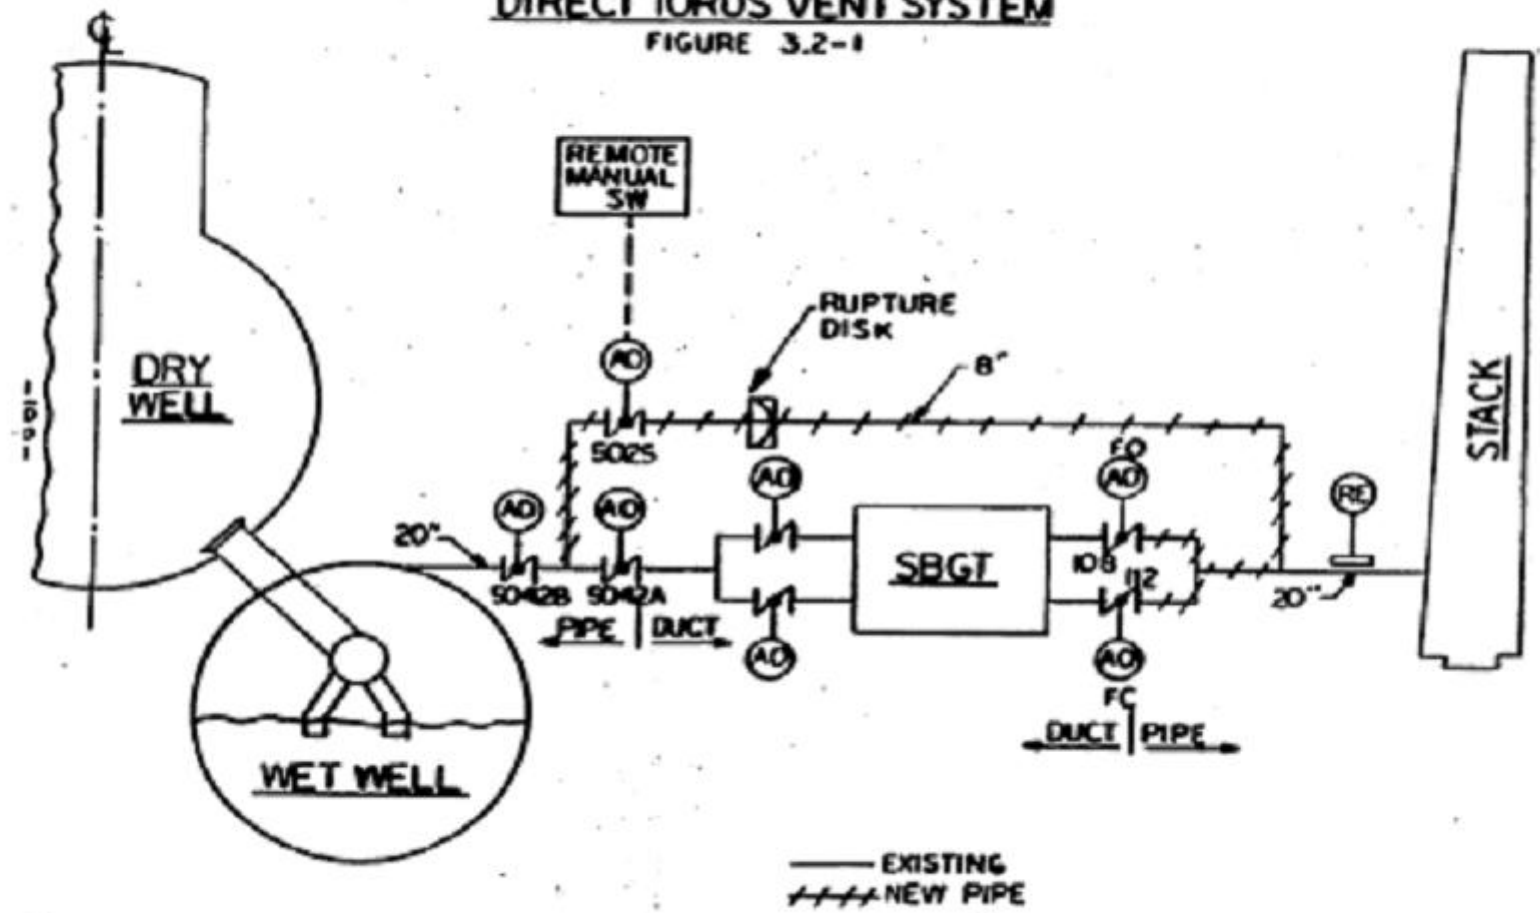 DIRECT TORUS VENT SYSTEM
FIGURE 3.2-1
REMOTE
MANUAL
SW
AO
RUPTURE
DISK
8"
DRY
WELL
5025
FO
AO
AO
AO
AO
RE
STACK
20"
5042B
5042A
SBGT
108
112
20"
PIPE
DUCT
AO
AO
FC
DUCT
PIPE
WET WELL
EXISTING
NEW PIPE